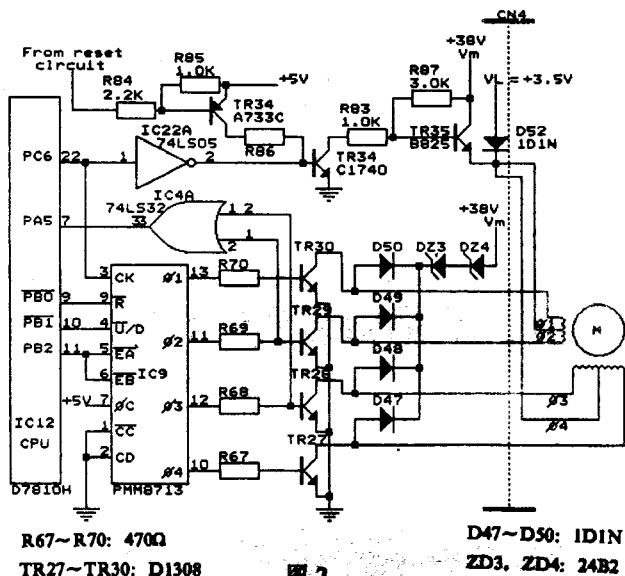 CN4
From reset
circuit
R85
1.0K
R84
2.2K
+5V
TR34
A733C
R86
IC22A
74LS05
R83
1.0K
TR34
C1740
+38V
Vm
R87
3.0K
TR35
B825
VL = +3.5V
D52
1D1N
PC6
22
1
2
IC4A
74LS32
PA5
7
33
1 2
1
2
+38V
Vm
3
CK
Ø1
13
R70
TR30
D50
DZ3
DZ4
PB0
9
9
R
TR29
D49
PB1
10
4
U/D
Ø2
11
R69
Ø1
Ø2
M
PB2
11
5
EA
TR28
D48
6
EB
IC9
+5V
7
ØC
Ø3
12
R68
D47
Ø3
1
CC
TR27
Ø4
IC12
CPU
2
CD
Ø4
10
R67
D7810H
PMM8713
R67～R70: 470Ω
D47～D50: 1D1N
TR27～TR30: D1308
图 2
ZD3, ZD4: 24B2